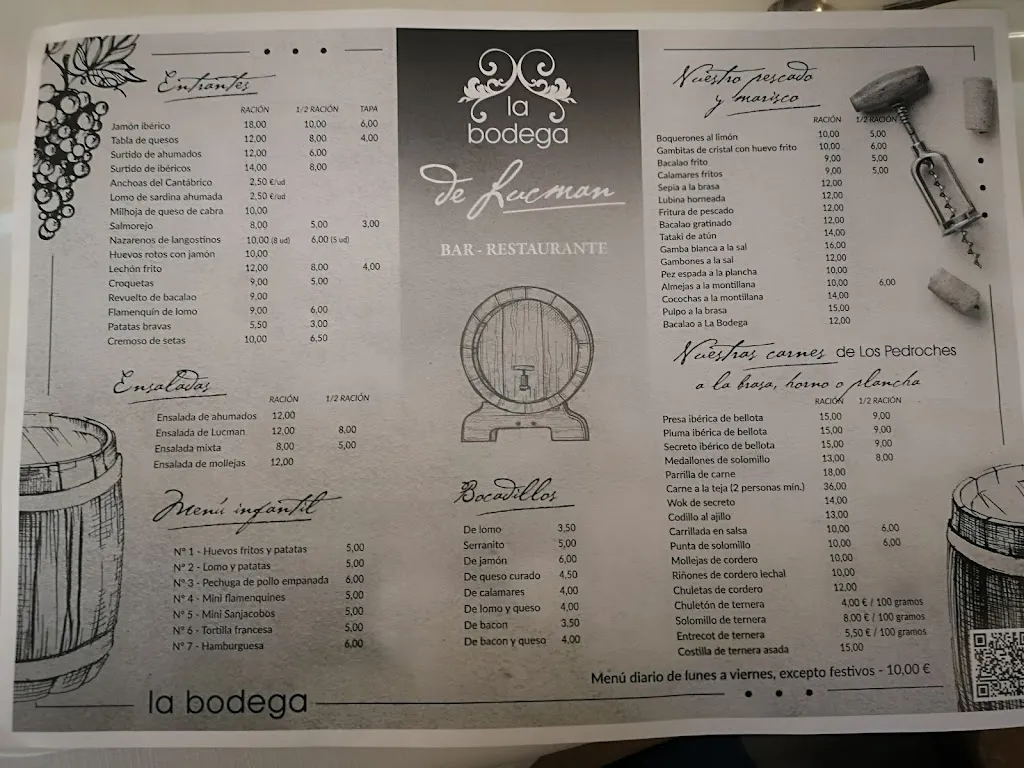 Entrantes
RACIÓN 1/2 RACIÓN TAPA
Jamón ibérico 18,00 10,00 6,00
Tabla de quesos 12,00 8,00 4,00
Surtido de ahumados 12,00 6,00
Surtido de ibéricos 14,00 8,00
Anchoas del Cantábrico 2,50 €/ud
Lomo de sardina ahumada 2,50 €/ud
Milhoja de queso de cabra 10,00
Salmorejo 8,00 5,00 3,00
Nazarenos de langostinos 10,00 (8 ud) 6,00 (5 ud)
Huevos rotos con jamón 10,00
Lechón frito 12,00 8,00 4,00
Croquetas 9,00 5,00
Revuelto de bacalao 9,00
Flamenquín de lomo 9,00 6,00
Patatas bravas 5,50 3,00
Cremoso de setas 10,00 6,50
Ensaladas
RACIÓN 1/2 RACIÓN
Ensalada de ahumados 12,00
Ensalada de Lucman 12,00 8,00
Ensalada mixta 8,00 5,00
Ensalada de mollejas 12,00
Menú infantil
Nº 1 - Huevos fritos y patatas 5,00
Nº 2 - Lomo y patatas 5,00
Nº 3 - Pechuga de pollo empanada 6,00
Nº 4 - Mini flamenquines 5,00
Nº 5 - Mini Sanjacobos 5,00
Nº 6 - Tortilla francesa 5,00
Nº 7 - Hamburguesa 6,00
la bodega
la
bodega
de Lucman
BAR - RESTAURANTE
Bocadillos
De lomo 3,50
Serranito 5,00
De jamón 6,00
De queso curado 4,50
De calamares 4,00
De lomo y queso 4,00
De bacon 3,50
De bacon y queso 4,00
Nuestro pescado
y marisco
RACIÓN 1/2 RACIÓN
Boquerones al limón 10,00 5,00
Gambitas de cristal con huevo frito 10,00 6,00
Bacalao frito 9,00 5,00
Calamares fritos 9,00 5,00
Sepia a la brasa 12,00
Lubina horneada 12,00
Fritura de pescado 12,00
Bacalao gratinado 12,00
Tataki de atún 14,00
Gamba blanca a la sal 16,00
Gambones a la sal 12,00
Pez espada a la plancha 10,00
Almejas a la montillana 10,00 6,00
Cocochas a la montillana 14,00
Pulpo a la brasa 15,00
Bacalao a La Bodega 12,00
Nuestras carnes de Los Pedroches
a la brasa, horno o plancha
RACIÓN 1/2 RACIÓN
Presa ibérica de bellota 15,00 9,00
Pluma ibérica de bellota 15,00 9,00
Secreto ibérico de bellota 15,00 9,00
Medallones de solomillo 13,00 8,00
Parrilla de carne 18,00
Carne a la teja (2 personas mín.) 36,00
Wok de secreto 14,00
Codillo al ajillo 13,00
Carrillada en salsa 10,00 6,00
Punta de solomillo 10,00 6,00
Mollejas de cordero 10,00
Riñones de cordero lechal 10,00
Chuletas de cordero 12,00
Chuletón de ternera 4,00 € / 100 gramos
Solomillo de ternera 8,00 € / 100 gramos
Entrecot de ternera 5,50 € / 100 gramos
Costilla de ternera asada 15,00
Menú diario de lunes a viernes, excepto festivos - 10,00 €